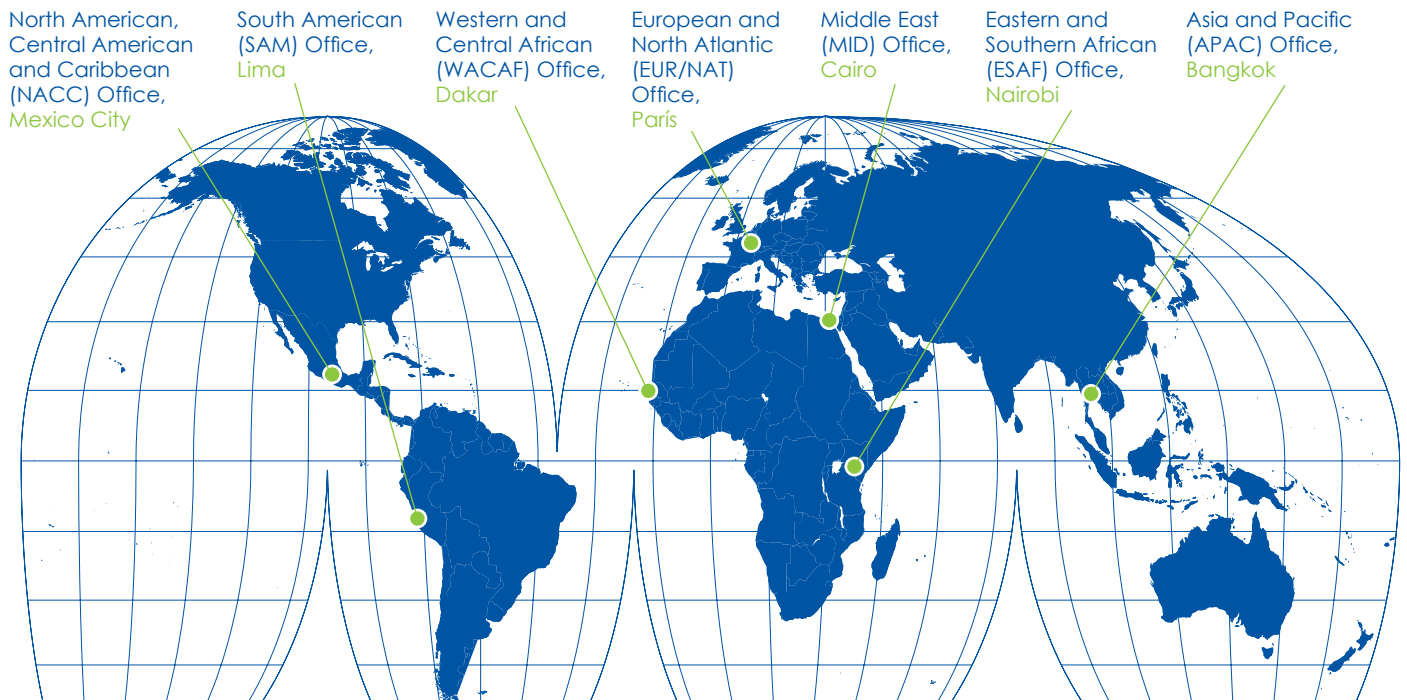 North American,
Central American
and Caribbean
(NACC) Office,
Mexico City
South American
(SAM) Office,
Lima
Western and
Central African
(WACAF) Office,
Dakar
European and
North Atlantic
(EUR/NAT)
Office,
París
Middle East
(MID) Office,
Cairo
Eastern and
Southern African
(ESAF) Office,
Nairobi
Asia and Pacific
(APAC) Office,
Bangkok